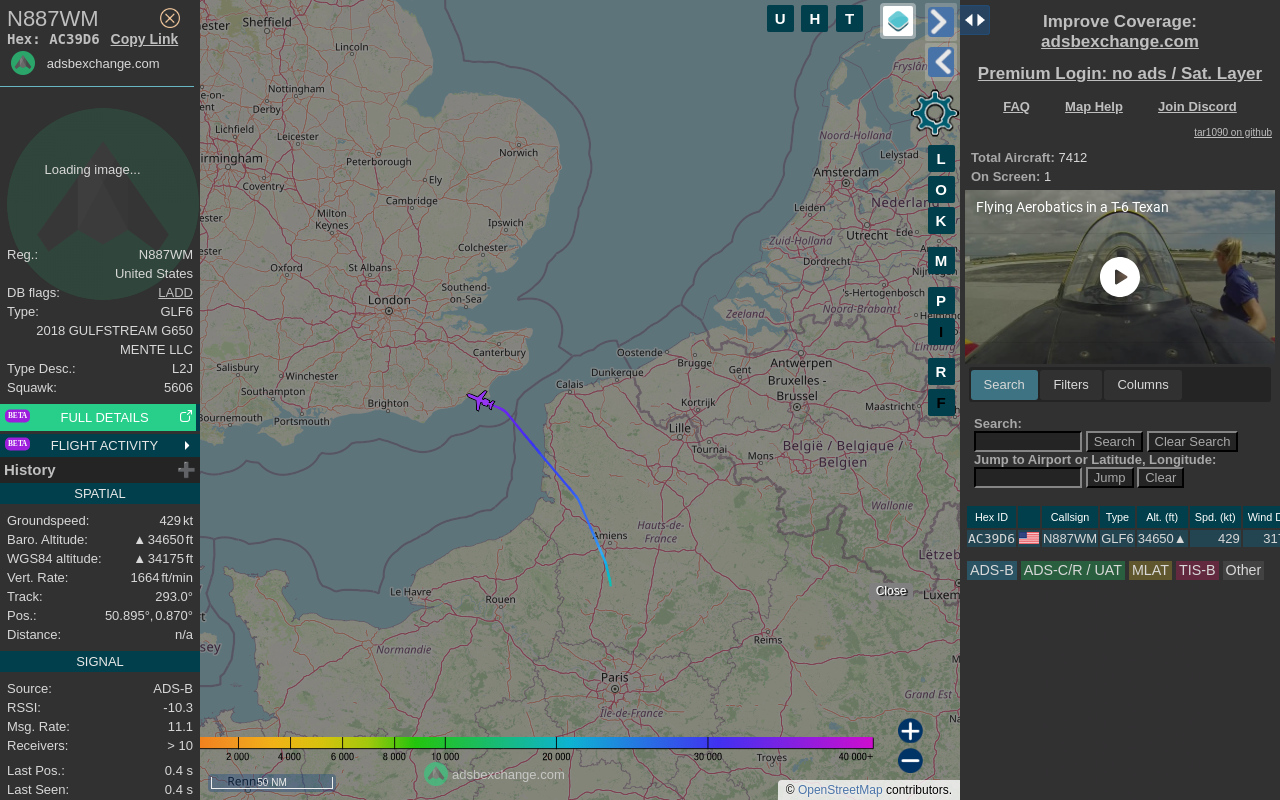 N887WM
Hex: AC39D6 Copy Link
adsbexchange.com
Loading image...
Reg.: N887WM
United States
DB flags: LADD
Type: GLF6
2018 GULFSTREAM G650
MENTE LLC
Type Desc.: L2J
Squawk: 5606
BETA FULL DETAILS
BETA FLIGHT ACTIVITY
History
SPATIAL
Groundspeed: 429 kt
Baro. Altitude: ▲ 34650 ft
WGS84 altitude: ▲ 34175 ft
Vert. Rate: 1664 ft/min
Track: 293.0°
Pos.: 50.895°, 0.870°
Distance: n/a
SIGNAL
Source: ADS-B
RSSI: -10.3
Msg. Rate: 11.1
Receivers: > 10
Last Pos.: 0.4 s
Last Seen: 0.4 s
Sheffield
Lincoln
Nottingham
Derby
Lichfield
Leicester
Peterborough
Norwich
irmingham
Coventry
Ely
Cambridge
Milton
Keynes
Ipswich
Colchester
Oxford
St Albans
London
Southend-
on-Sea
Canterbury
Salisbury
Winchester
Southampton
Brighton
Bournemouth
Portsmouth
Calais
Dunkerque
Oostende
Brugge
Gent
Antwerpen
Bruxelles -
Brussel
Kortrijk
Lille
Tournai
Mons
Maastricht
België / Belgique /
Belgien
Wallonie
Hauts-de-
France
Amiens
Le Havre
Rouen
Normandie
Reims
Paris
Île-de-France
Grand Est
Troyes
Noord-Holland
Lelystad
Amsterdam
Leiden
Nederland
Utrecht
Ede
Zuid-Holland
Dordrecht
's-Hertogenbosch
Zeeland
Noord-Brabant
U H T
L
O
K
M
P
I
R
F
Close
2 000 4 000 6 000 8 000 10 000 20 000 30 000 40 000+
50 NM
adsbexchange.com
© OpenStreetMap contributors.
Improve Coverage:
adsbexchange.com
Premium Login: no ads / Sat. Layer
FAQ Map Help Join Discord
tar1090 on github
Total Aircraft: 7412
On Screen: 1
Flying Aerobatics in a T-6 Texan
Search Filters Columns
Search:
Search Clear Search
Jump to Airport or Latitude, Longitude:
Jump Clear
Hex ID Callsign Type Alt. (ft) Spd. (kt) Wind D
AC39D6 N887WM GLF6 34650▲ 429 317
ADS-B ADS-C/R / UAT MLAT TIS-B Other